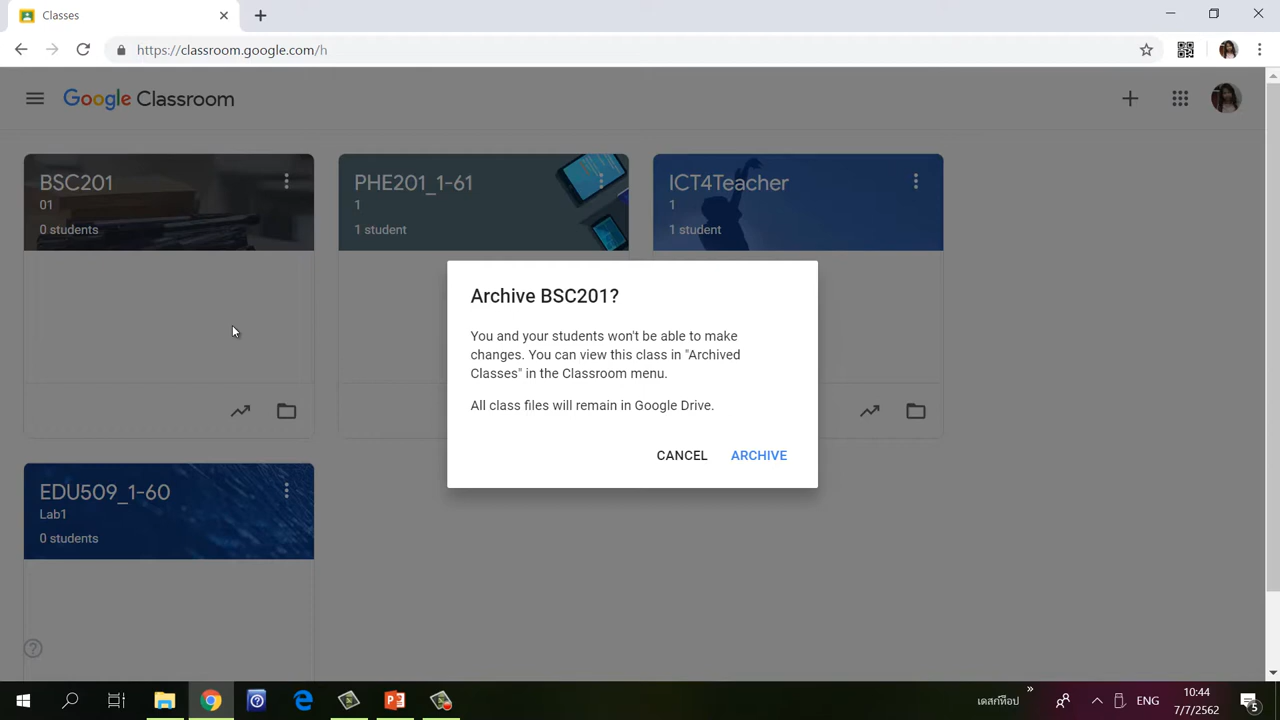 Classes
https://classroom.google.com/h
Google Classroom
BSC201
01
0 students
PHE201_1-61
1
1 student
ICT4Teacher
1
1 student
Archive BSC201?
You and your students won't be able to make
changes. You can view this class in "Archived
Classes" in the Classroom menu.
All class files will remain in Google Drive.
CANCEL
ARCHIVE
EDU509_1-60
Lab1
0 students
เดสก์ท็อป
ENG
10:44
7/7/2562
5